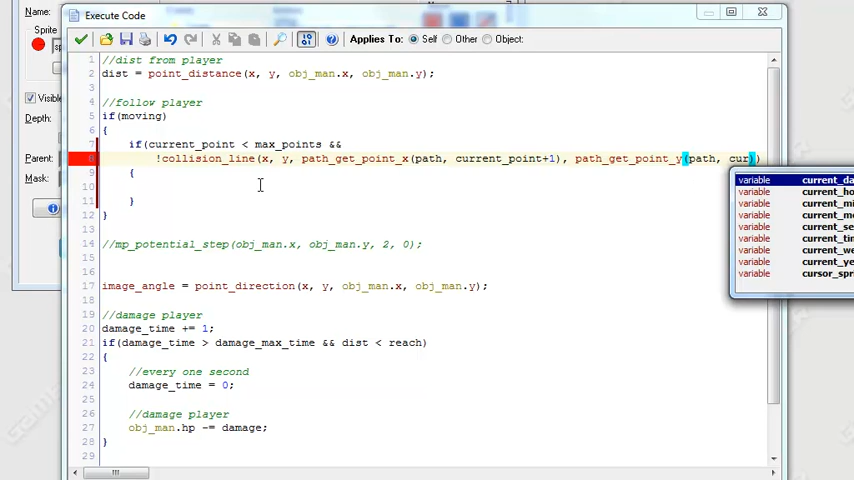 Execute Code
Name:
Sprite
Visible
Depth:
Parent:
Mask:
Applies To: Self Other Object:
1 //dist from player
2 dist = point_distance(x, y, obj_man.x, obj_man.y);
3
4 //follow player
5 if(moving)
6 {
7 if(current_point < max_points &&
8 !collision_line(x, y, path_get_point_x(path, current_point+1), path_get_point_y(path, cur))
9 {
10
11 }
12 }
13
14 //mp_potential_step(obj_man.x, obj_man.y, 2, 0);
15
16
17 image_angle = point_direction(x, y, obj_man.x, obj_man.y);
18
19 //damage player
20 damage_time += 1;
21 if(damage_time > damage_max_time && dist < reach)
22 {
23 //every one second
24 damage_time = 0;
25
26 //damage player
27 obj_man.hp -= damage;
28 }
29
variable current_da
variable current_ho
variable current_mi
variable current_mo
variable current_se
variable current_tim
variable current_we
variable current_ye
variable cursor_spri